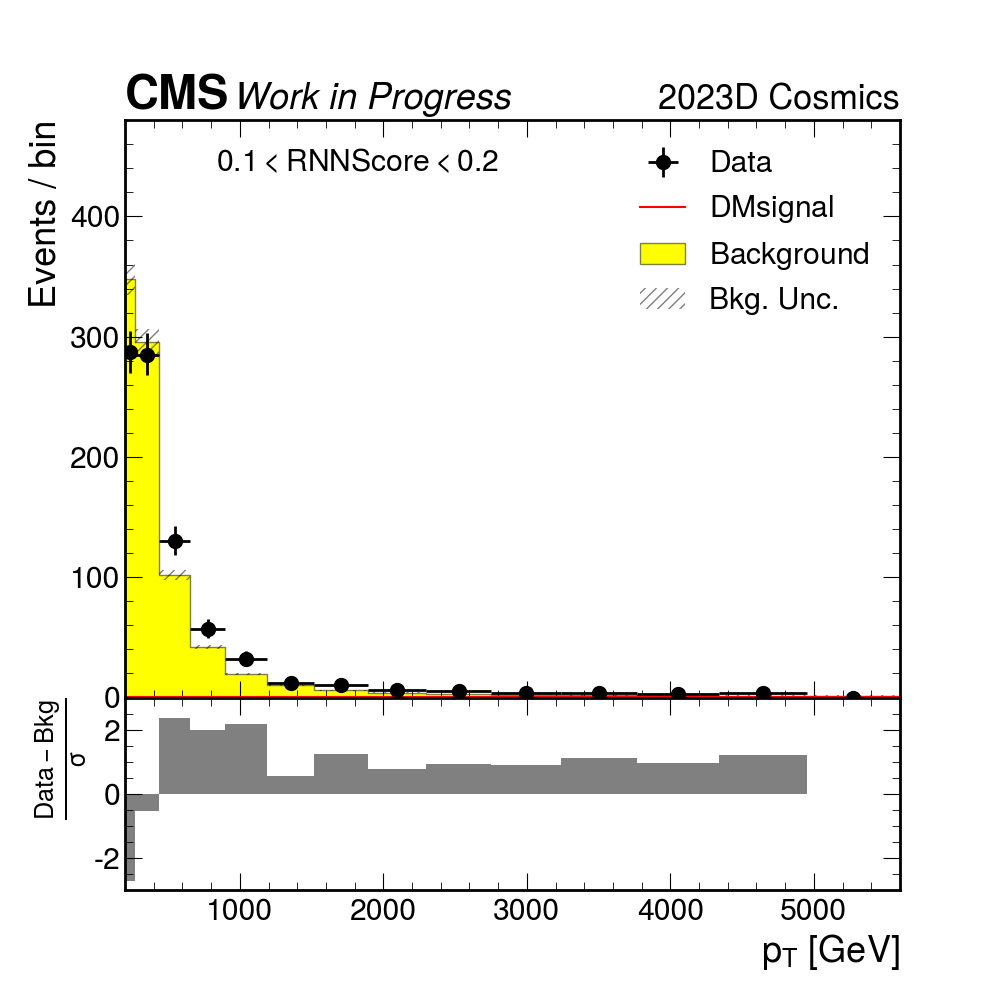 CMS Work in Progress 2023D Cosmics
0.1 < RNNScore < 0.2
Data
DMsignal
Background
Bkg. Unc.
Events / bin
400
300
200
100
0
Data − Bkg
σ
2
0
-2
1000 2000 3000 4000 5000
pT [GeV]